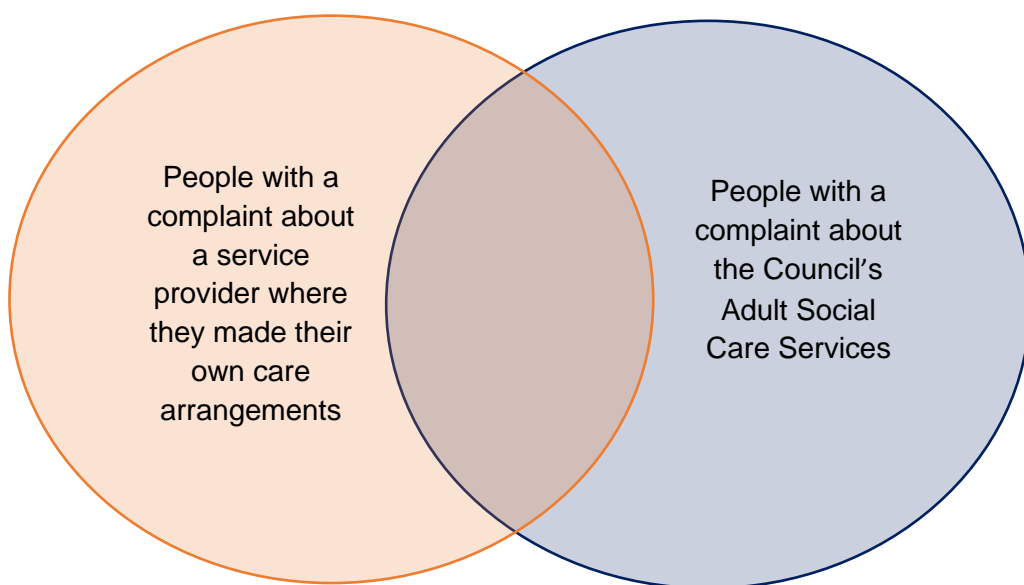 People with a
complaint about
a service
provider where
they made their
own care
arrangements
People with a
complaint about
the Council’s
Adult Social
Care Services